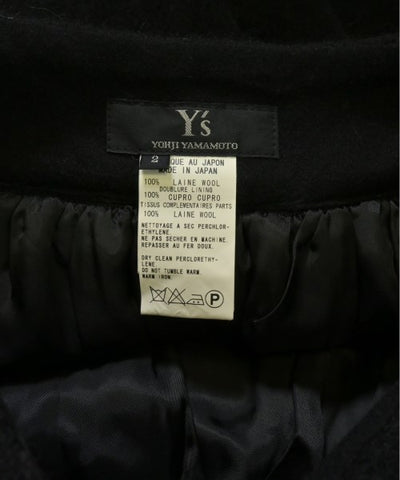 Y's
YOHJI YAMAMOTO
2
QUE AU JAPON
MADE IN JAPAN
100% LAINE WOOL
DOUBLURE LINING
100% CUPRO CUPRO
TISSUS COMPLEMENTAIRES PARTS
100% LAINE WOOL
NETTOYAGE A SEC PERCHLOR-
ETHYLENE.
NE PAS SECHER EN MACHINE.
REPASSER AU FER DOUX.
DRY CLEAN PERCLORETHY-
LENE.
DO NOT TUMBLE WARM.
WARM IRON.
P